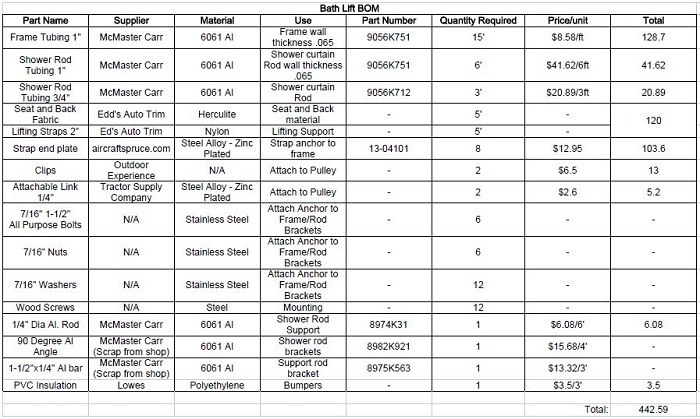 Bath Lift BOM
Part Name Supplier Material Use Part Number Quantity Required Price/unit Total
Frame Tubing 1" McMaster Carr 6061 Al Frame wall thickness .065 9056K751 15' $8.58/ft 128.7
Shower Rod Tubing 1" McMaster Carr 6061 Al Shower curtain Rod wall thickness .065 9056K751 6' $41.62/6ft 41.62
Shower Rod Tubing 3/4" McMaster Carr 6061 Al Shower curtain Rod 9056K712 3' $20.89/3ft 20.89
Seat and Back Fabric Edd's Auto Trim Herculite Seat and Back material - 5' - 120
Lifting Straps 2" Ed's Auto Trim Nylon Lifting Support - 5' -
Strap end plate aircraftspruce.com Steel Alloy - Zinc Plated Strap anchor to frame 13-04101 8 $12.95 103.6
Clips Outdoor Experience N/A Attach to Pulley - 2 $6.5 13
Attachable Link 1/4" Tractor Supply Company Steel Alloy - Zinc Plated Attach to Pulley - 2 $2.6 5.2
7/16" 1-1/2" All Purpose Bolts N/A Stainless Steel Attach Anchor to Frame/Rod Brackets - 6 - -
7/16" Nuts N/A Stainless Steel Attach Anchor to Frame/Rod Brackets - 6 - -
7/16" Washers N/A Stainless Steel Attach Anchor to Frame/Rod Brackets - 12 - -
Wood Screws N/A Steel Mounting - 12 - -
1/4" Dia Al. Rod McMaster Carr 6061 Al Shower Rod Support 8974K31 1 $6.08/6' 6.08
90 Degree Al Angle McMaster Carr (Scrap from shop) 6061 Al Shower rod brackets 8982K921 1 $15.68/4' -
1-1/2"x1/4" Al bar McMaster Carr (Scrap from shop) 6061 Al Support rod bracket 8975K563 1 $13.32/3' -
PVC Insulation Lowes Polyethylene Bumpers - 1 $3.5/3' 3.5
Total: 442.59